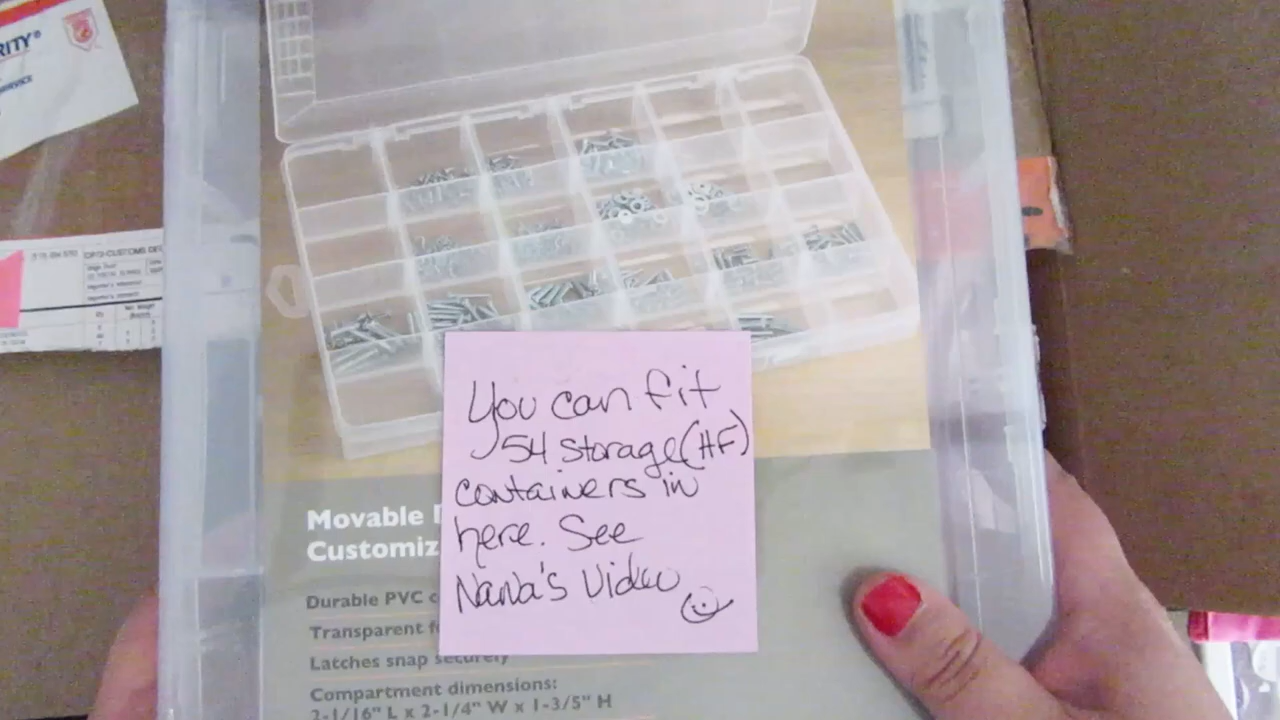 RITY®
You can fit
54 storage (HF)
containers in
here. See
Nana's Video
Movable
Customiz
Durable PVC c
Transparent f
Latches snap securely
Compartment dimensions:
2-1/16" L x 2-1/4" W x 1-3/5" H